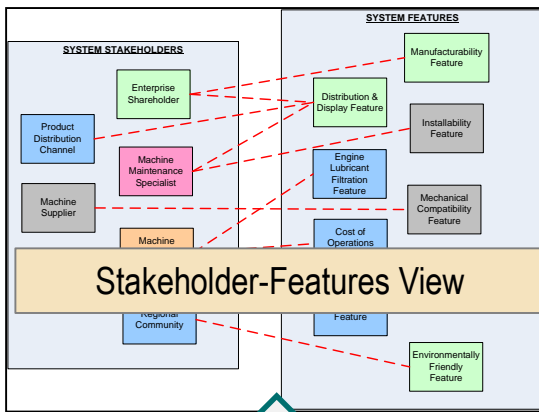 SYSTEM FEATURES
SYSTEM STAKEHOLDERS
Enterprise
Shareholder
Product
Distribution
Channel
Machine
Maintenance
Specialist
Machine
Supplier
Machine
Regional
Community
Manufacturability
Feature
Distribution &
Display Feature
Installability
Feature
Engine
Lubricant
Filtration
Feature
Mechanical
Compatibility
Feature
Cost of
Operations
Feature
Environmentally
Friendly
Feature
Stakeholder-Features View